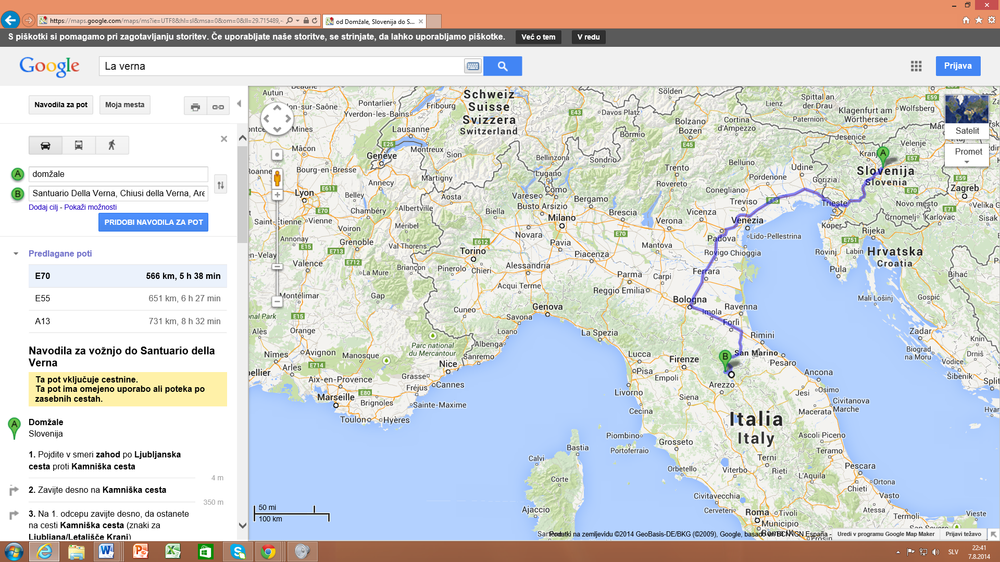 https://maps.google.com/maps/ms?ie=UTF8&hl=sl&msa=0&om=0&ll=29.715489,-
od Domžale, Slovenija do S...
S piškotki si pomagamo pri zagotavljanju storitev. Če uporabljate naše storitve, se strinjate, da lahko uporabljamo piškotke.
Več o tem
V redu
Google
La verna
Prijava
Navodila za pot
Moja mesta
A
domžale
B
Santuario Della Verna, Chiusi della Verna, Are
Dodaj cilj - Pokaži možnosti
PRIDOBI NAVODILA ZA POT
Predlagane poti
E70 566 km, 5 h 38 min
E55 651 km, 6 h 27 min
A13 731 km, 8 h 32 min
Navodila za vožnjo do Santuario della
Verna
Ta pot vključuje cestnine.
Ta pot ima omejeno uporabo ali poteka po
zasebnih cestah.
A
Domžale
Slovenija
1. Pojdite v smeri zahod po Ljubljanska
cesta proti Kamniška cesta
4 m
2. Zavijte desno na Kamniška cesta
350 m
3. Na 1. odcepu zavijte desno, da ostanete
na cesti Kamniška cesta (znaki za
Ljubljana/Letališče Kranj)
Satelit
Promet
Schweiz
Suisse
Svizzera
Switzerland
Autun
Pontarlier
Fribourg
Yverdon-les-Bains
Lausanne
E25
Montreux
Genève
Sion
Mâcon
Bourg-en-Bresse
Annecy
Martigny
E611
Lyon
Belley
Aosta
E70
Chambéry
Albertville
Saint-Étienne
Vienne
Voiron
Méribel
Annonay
Grenoble
Val Thorens
E15
E713
E712
Valence
La Mure
Briançon
Montélimar
Gap
E15
Orange
Alès
Avignon
Nîmes
Manosque
Arles
E714
Aix-en-Provence
Grasse
Fréjus
Cannes
E80
Marseille
Brignoles
Sainte-Maxime
Toulon
Hyères
Parc national
du Mercantour
Nice
Sanremo
Albenga
Loano
Savona
Cuneo
Genova
Acqui Terme
Alessandria
Pinerolo
Chieri
Torino
E612
Biella
Novara
Pavia
Milano
Busto Arsizio
Varese
Como
Lugano
Bellinzona
Sondrio
Bergamo
Brescia
Piacenza
E70
Parma
Reggio Emilia
Carpi
Mantova
Verona
Vicenza
Rovereto
Trento
E45
Bolzano
Bozen
Bormio
Davos Platz
E43
Sölden
Cortina
d'Ampezzo
Lienz
Spittal an
der Drau
Klagenfurt am
Wörthersee
Wolfsberg
E59
Paternion
Jesenice
Velenje
Kranj
A
E57
Slovenija
Slovenia
E59
Zagreb
E70
Novo mesto
E71
Velika G
Črnomelj
Karlovac
Sisak
Belluno
Udine
Pordenone
Gorizia
Conegliano
Treviso
E55
Trieste
Venezia
Koper
Rijeka
Padova
Lido-Pellestrina
E751
Labin
Rovinj
Pula
Hrvatska
Croatia
Rovigo
Chioggia
Ferrara
Bologna
Imola
Ravenna
Forlì
Rimini
Mali Lošinj
Gospić
Bihać
Zadar
Biograd
na Moru
Knin
Drniš
Vodice
Šibenik
Split
San Marino
B
Pesaro
Ancona
Arezzo
Firenze
Empoli
Lucca
Pisa
La Spezia
Livorno
Siena
Cecina
Jesi
Osimo
Civitanova
Marche
Macerata
Italia
Italy
Ascoli Piceno
Teramo
Piombino
Portoferraio
Grosseto
Bastia
Calvi
Corte
Ajaccio
Orbetello
Viterbo
Terni
Rieti
L'Aquila
Pescara
Ortona
Chieti
Vasto
Civitavecchia
Cerveteri
Roma
Tivoli
Municipio
Atessa
Termoli
Vieste
50 mi
100 km
Podatki na zemljevidu ©2014 GeoBasis-DE/BKG (©2009), Google, basado en BCN IGN España -
Uredi v programu Google Map Maker
Prijavi težavo
SLV
22:41
7.8.2014